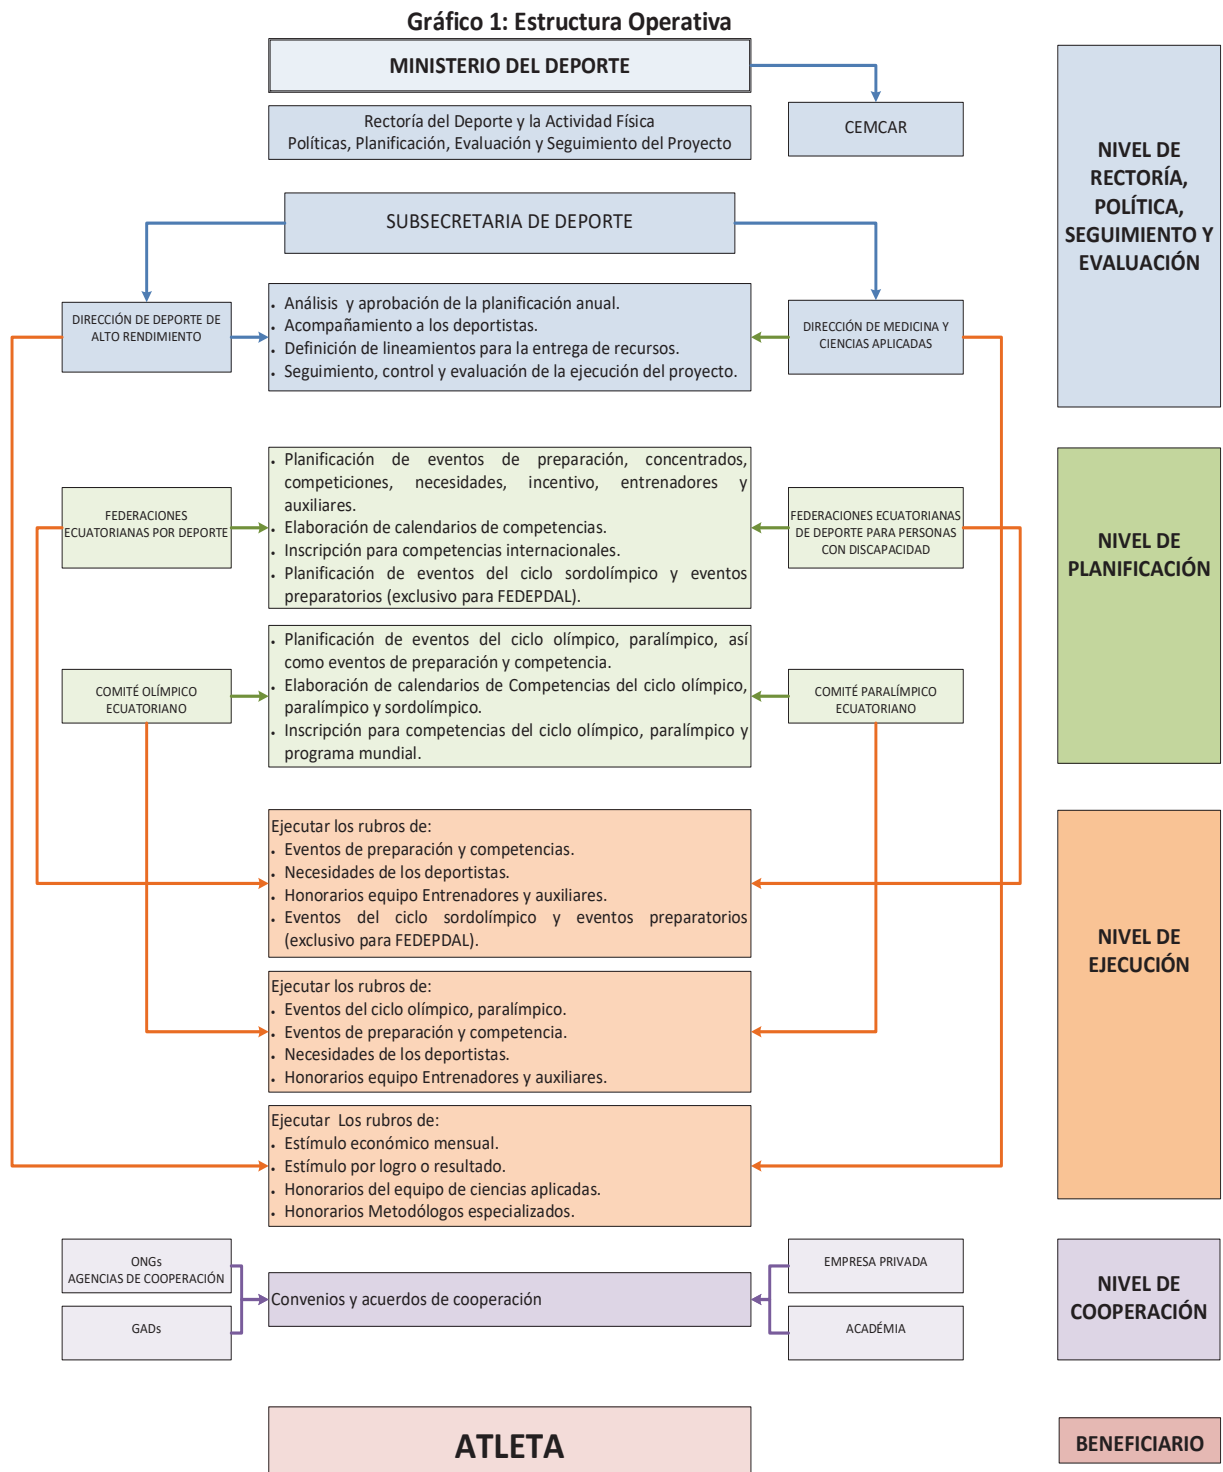 Gráfico 1: Estructura Operativa
MINISTERIO DEL DEPORTE
Rectoría del Deporte y la Actividad Física
Políticas, Planificación, Evaluación y Seguimiento del Proyecto
CEMCAR
NIVEL DE
RECTORÍA,
POLÍTICA,
SEGUIMIENTO Y
EVALUACIÓN
SUBSECRETARIA DE DEPORTE
DIRECCIÓN DE DEPORTE DE
ALTO RENDIMIENTO
• Análisis y aprobación de la planificación anual.
• Acompañamiento a los deportistas.
• Definición de lineamientos para la entrega de recursos.
• Seguimiento, control y evaluación de la ejecución del proyecto.
DIRECCIÓN DE MEDICINA Y
CIENCIAS APLICADAS
FEDERACIONES
ECUATORIANAS POR DEPORTE
• Planificación de eventos de preparación, concentrados,
competiciones, necesidades, incentivo, entrenadores y
auxiliares.
• Elaboración de calendarios de competencias.
• Inscripción para competencias internacionales.
• Planificación de eventos del ciclo sordolímpico y eventos
preparatorios (exclusivo para FEDEPDAL).
FEDERACIONES ECUATORIANAS
DE DEPORTE PARA PERSONAS
CON DISCAPACIDAD
NIVEL DE
PLANIFICACIÓN
COMITÉ OLÍMPICO
ECUATORIANO
• Planificación de eventos del ciclo olímpico, paralímpico, así
como eventos de preparación y competencia.
• Elaboración de calendarios de Competencias del ciclo olímpico,
paralímpico y sordolímpico.
• Inscripción para competencias del ciclo olímpico, paralímpico y
programa mundial.
COMITÉ PARALÍMPICO
ECUATORIANO
Ejecutar los rubros de:
• Eventos de preparación y competencias.
• Necesidades de los deportistas.
• Honorarios equipo Entrenadores y auxiliares.
• Eventos del ciclo sordolímpico y eventos preparatorios
(exclusivo para FEDEPDAL).
NIVEL DE
EJECUCIÓN
Ejecutar los rubros de:
• Eventos del ciclo olímpico, paralímpico.
• Eventos de preparación y competencia.
• Necesidades de los deportistas.
• Honorarios equipo Entrenadores y auxiliares.
Ejecutar Los rubros de:
• Estímulo económico mensual.
• Estímulo por logro o resultado.
• Honorarios del equipo de ciencias aplicadas.
• Honorarios Metodólogos especializados.
ONGs
AGENCIAS DE COOPERACIÓN
GADs
Convenios y acuerdos de cooperación
EMPRESA PRIVADA
ACADÉMIA
NIVEL DE
COOPERACIÓN
ATLETA
BENEFICIARIO